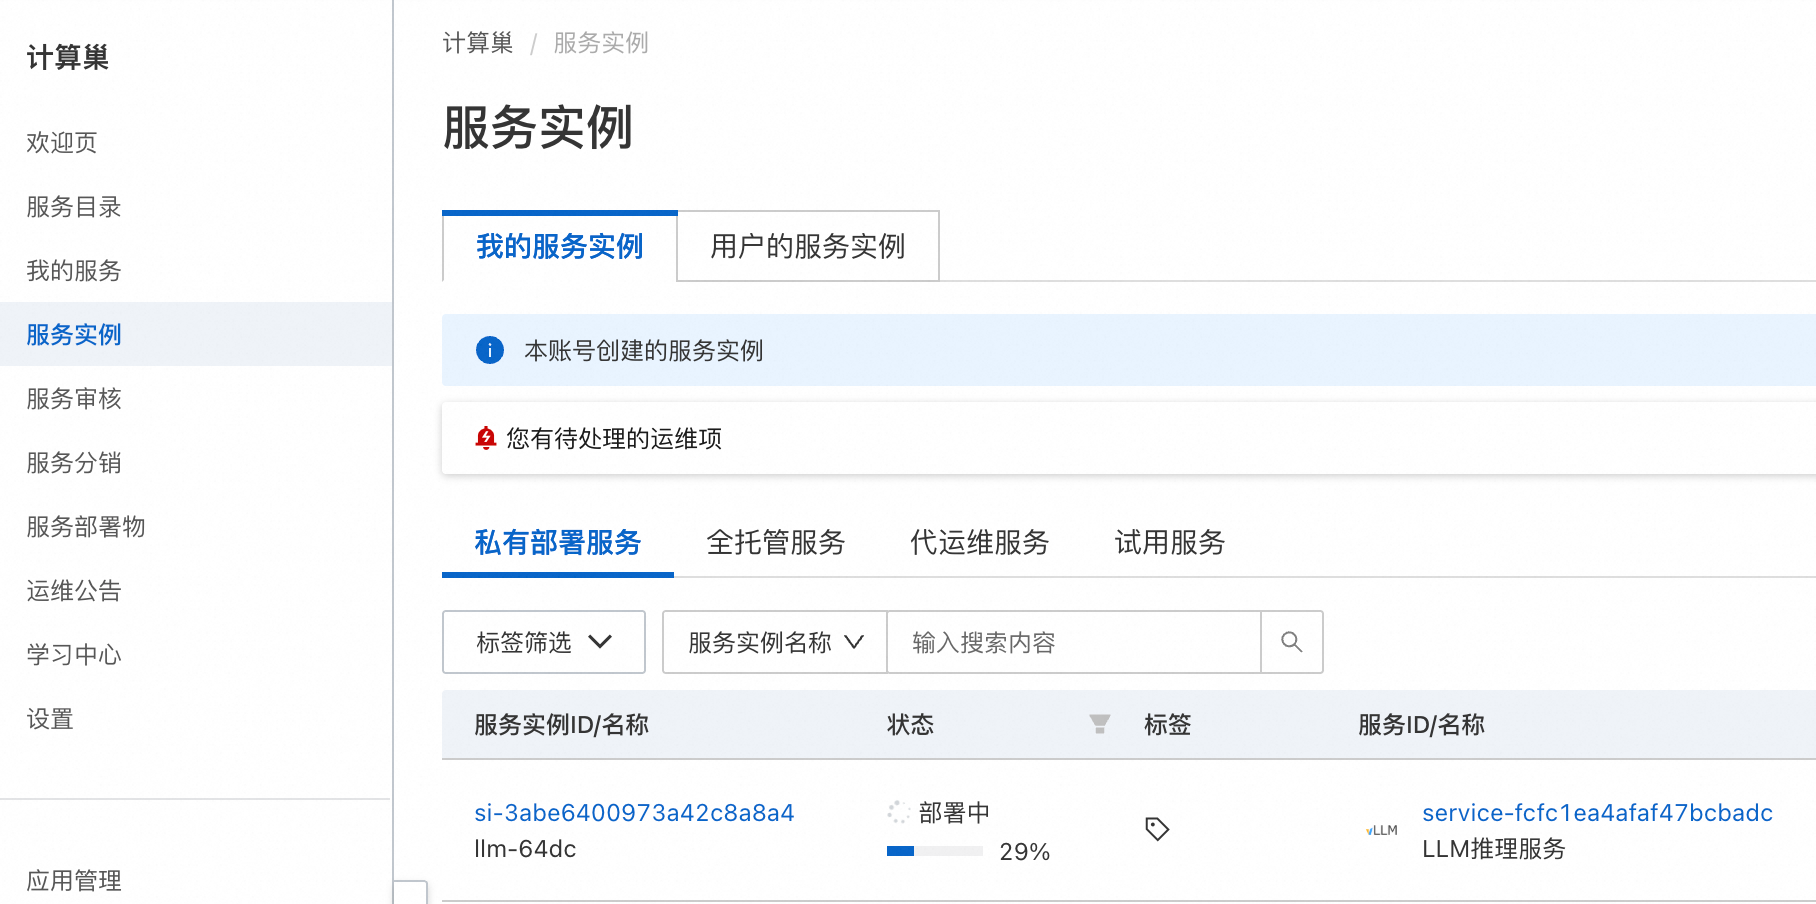 计算巢
欢迎页
服务目录
我的服务
服务实例
服务审核
服务分销
服务部署物
运维公告
学习中心
设置
应用管理
计算巢 / 服务实例
服务实例
我的服务实例 用户的服务实例
本账号创建的服务实例
您有待处理的运维项
私有部署服务 全托管服务 代运维服务 试用服务
标签筛选 服务实例名称 输入搜索内容
服务实例ID/名称 状态 标签 服务ID/名称
si-3abe6400973a42c8a8a4 部署中 vLLM service-fcfc1ea4afaf47bcbadc
llm-64dc 29% LLM推理服务